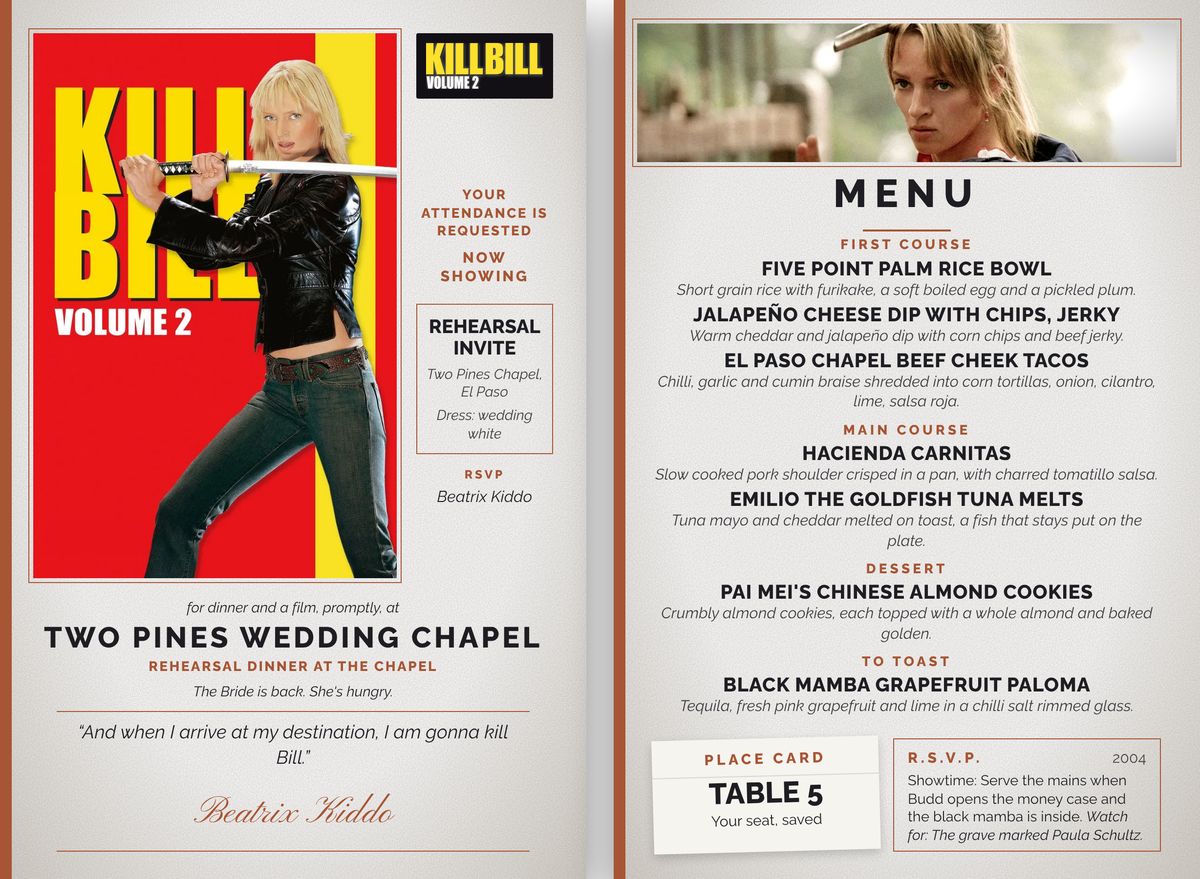 KILL
BILL
VOLUME 2
KILL BILL
VOLUME 2
YOUR
ATTENDANCE IS
REQUESTED
NOW
SHOWING
REHEARSAL
INVITE
Two Pines Chapel,
El Paso
Dress: wedding
white
RSVP
Beatrix Kiddo
for dinner and a film, promptly, at
TWO PINES WEDDING CHAPEL
REHEARSAL DINNER AT THE CHAPEL
The Bride is back. She's hungry.
“And when I arrive at my destination, I am gonna kill
Bill.”
Beatrix Kiddo
MENU
FIRST COURSE
FIVE POINT PALM RICE BOWL
Short grain rice with furikake, a soft boiled egg and a pickled plum.
JALAPEÑO CHEESE DIP WITH CHIPS, JERKY
Warm cheddar and jalapeño dip with corn chips and beef jerky.
EL PASO CHAPEL BEEF CHEEK TACOS
Chilli, garlic and cumin braise shredded into corn tortillas, onion, cilantro,
lime, salsa roja.
MAIN COURSE
HACIENDA CARNITAS
Slow cooked pork shoulder crisped in a pan, with charred tomatillo salsa.
EMILIO THE GOLDFISH TUNA MELTS
Tuna mayo and cheddar melted on toast, a fish that stays put on the
plate.
DESSERT
PAI MEI'S CHINESE ALMOND COOKIES
Crumbly almond cookies, each topped with a whole almond and baked
golden.
TO TOAST
BLACK MAMBA GRAPEFRUIT PALOMA
Tequila, fresh pink grapefruit and lime in a chilli salt rimmed glass.
PLACE CARD
TABLE 5
Your seat, saved
R.S.V.P. 2004
Showtime: Serve the mains when
Budd opens the money case and
the black mamba is inside. Watch
for: The grave marked Paula Schultz.